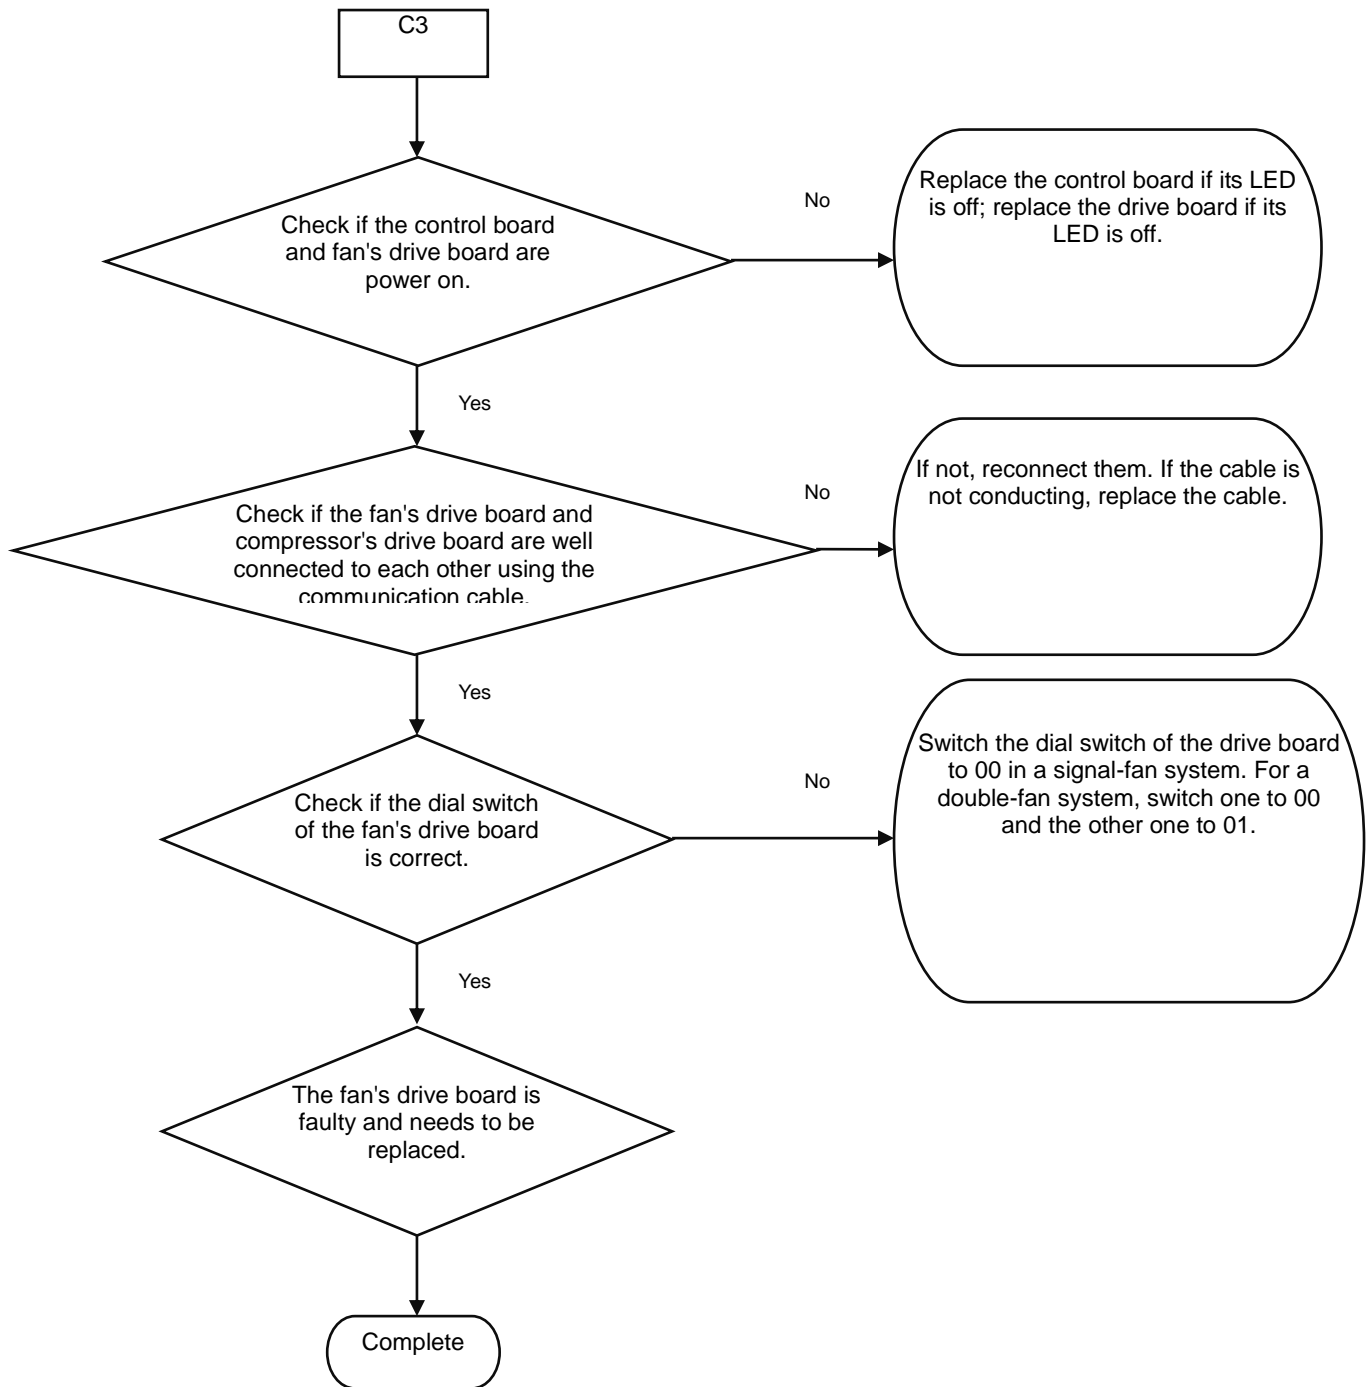 C3
Check if the control board
and fan's drive board are
power on.
No
Replace the control board if its LED
is off; replace the drive board if its
LED is off.
Yes
Check if the fan's drive board and
compressor's drive board are well
connected to each other using the
communication cable.
No
If not, reconnect them. If the cable is
not conducting, replace the cable.
Yes
Check if the dial switch
of the fan's drive board
is correct.
No
Switch the dial switch of the drive board
to 00 in a signal-fan system. For a
double-fan system, switch one to 00
and the other one to 01.
Yes
The fan's drive board is
faulty and needs to be
replaced.
Complete